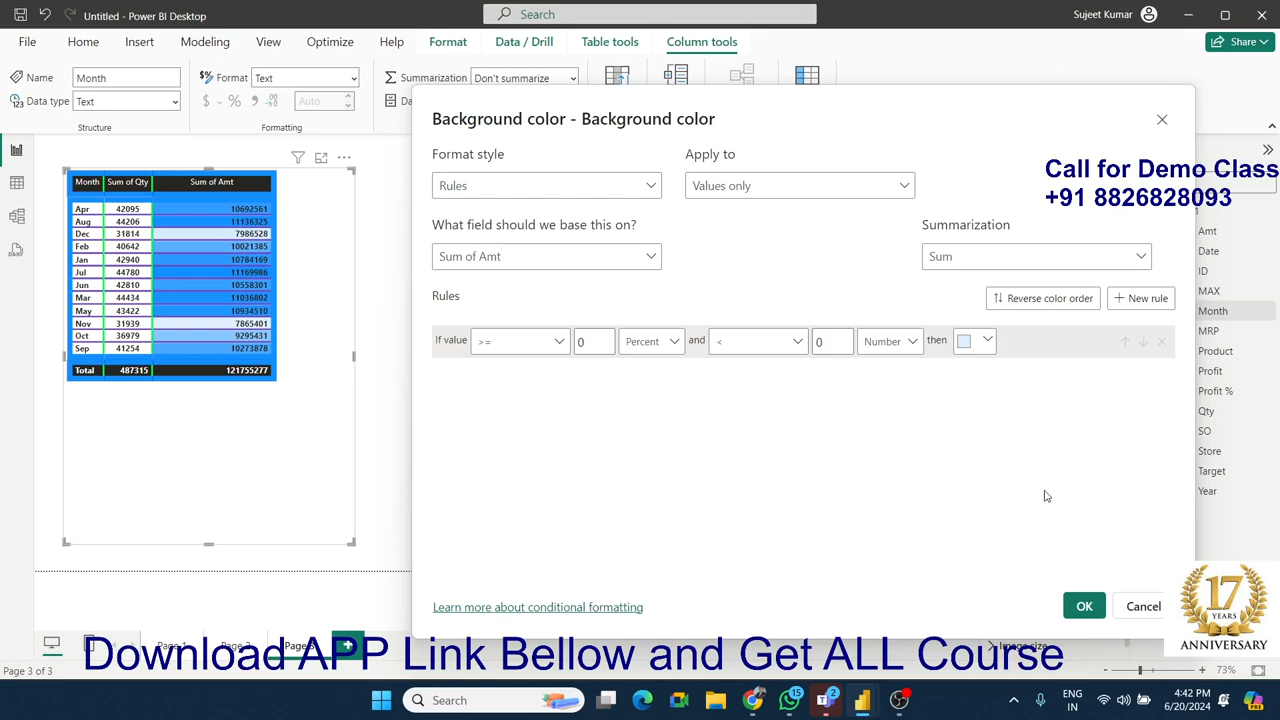 Untitled - Power BI Desktop
Search
Sujeet Kumar
File Home Insert Modeling View Optimize Help Format Data / Drill Table tools Column tools
Share
Name Month
Format Text
Summarization Don't summarize
Data type Text
$ % Auto
Structure
Formatting
Background color - Background color
Format style
Apply to
Rules
Values only
What field should we base this on?
Summarization
Sum of Amt
Sum
Rules
Reverse color order
New rule
If value >= 0 Percent and < 0 Number then
Learn more about conditional formatting
OK
Cancel
Call for Demo Class
+91 8826828093
Month Sum of Qty Sum of Amt
Apr 42095 10692561
Aug 44206 11136325
Dec 31814 7986528
Feb 40642 10021385
Jan 42940 10784169
Jul 44780 11169986
Jun 42810 10558301
Mar 44434 11036802
May 43422 10934510
Nov 31939 7865401
Oct 36979 9295431
Sep 41254 10273878
Total 487315 121755277
Amt
Date
ID
MAX
Month
MRP
Product
Profit
Profit %
Qty
SO
Store
Target
Year
17
YEARS
ANNIVERSARY
Image size
Download APP Link Bellow and Get ALL Course
Page 3 of 3
73%
Search
15
2
ENG
IN
4:42 PM
6/20/2024